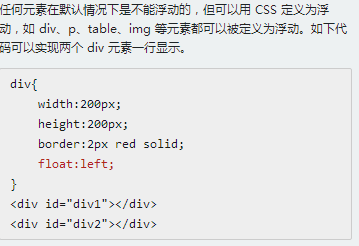 任何元素在默认情况下是不能浮动的，但可以用 CSS 定义为浮
动，如 div、p、table、img 等元素都可以被定义为浮动。如下代
码可以实现两个 div 元素一行显示。
div{
    width:200px;
    height:200px;
    border:2px red solid;
    float:left;
}
<div id="div1"></div>
<div id="div2"></div>